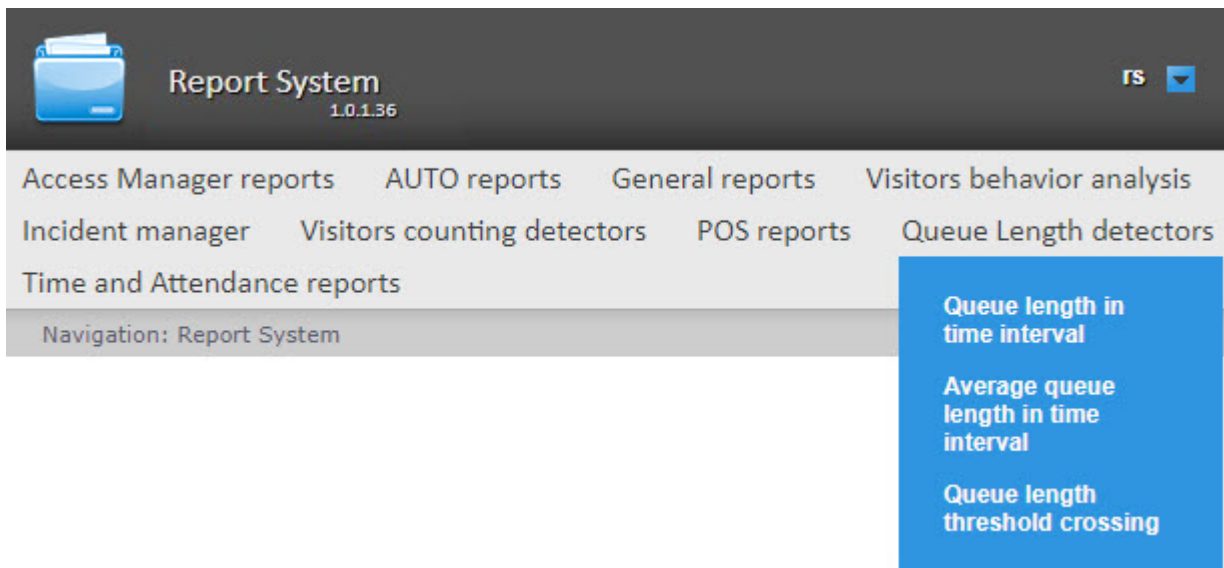 Report System
1.0.1.36
rs
Access Manager reports AUTO reports General reports Visitors behavior analysis
Incident manager Visitors counting detectors POS reports Queue Length detectors
Time and Attendance reports
Navigation: Report System
Queue length in
time interval
Average queue
length in time
interval
Queue length
threshold crossing